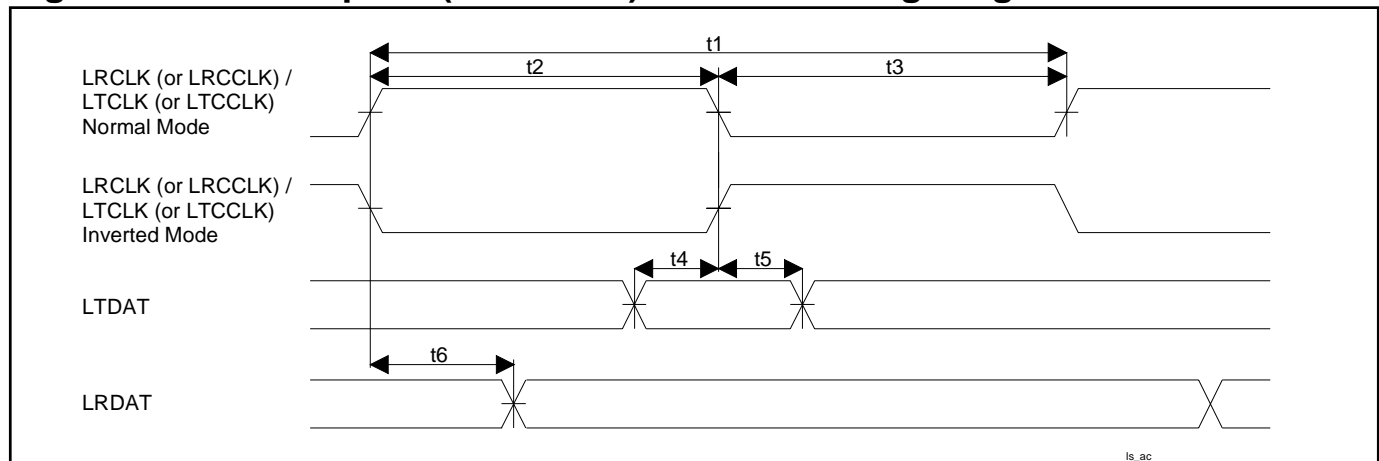 t1
t2
t3
LRCLK (or LRCCLK) /
LTCLK (or LTCCLK)
Normal Mode
LRCLK (or LRCCLK) /
LTCLK (or LTCCLK)
Inverted Mode
t4
t5
LTDAT
t6
LRDAT
ls_ac